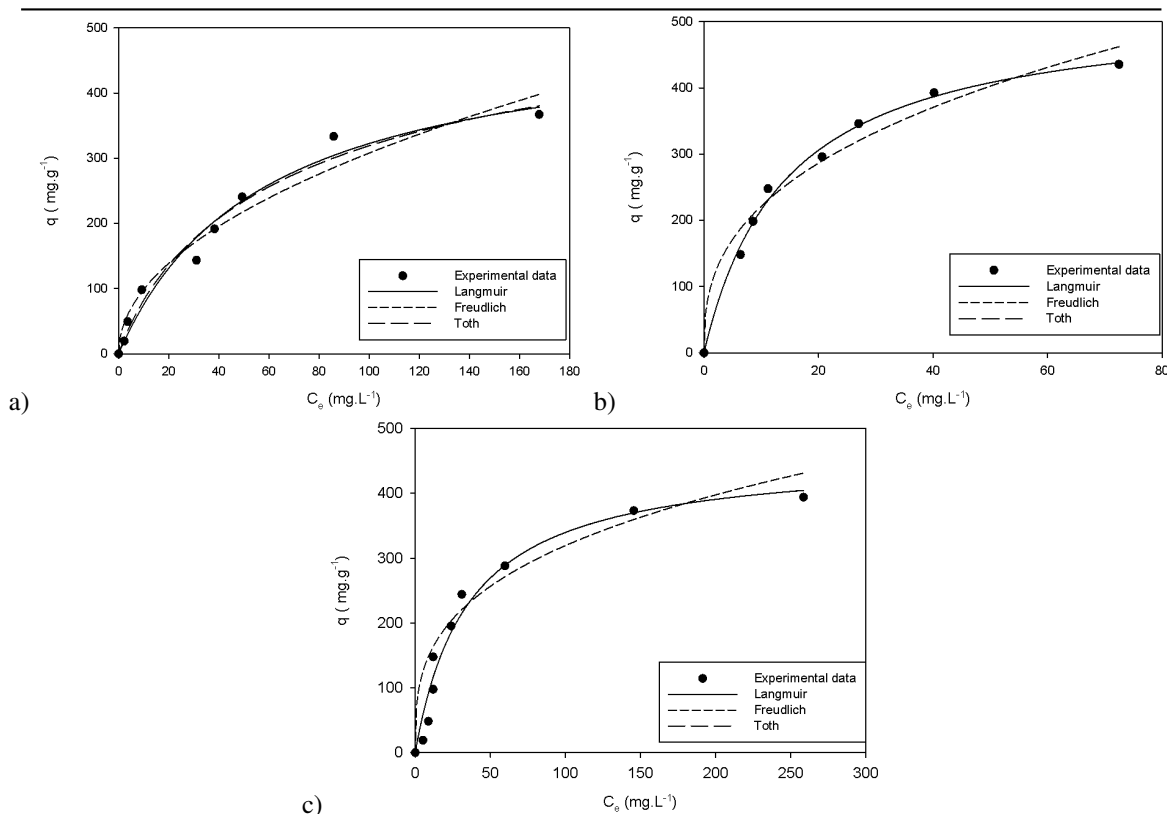 500
400
300
200
100
0
q ( mg.g-1)
0 20 40 60 80 100 120 140 160 180
Ce (mg.L-1)
Experimental data
Langmuir
Freudlich
Toth
a)
500
400
300
200
100
0
q ( mg.g-1)
0 20 40 60 80
Ce (mg.L-1)
Experimental data
Langmuir
Freudlich
Toth
b)
500
400
300
200
100
0
q ( mg.g-1)
0 50 100 150 200 250 300
Ce (mg.L-1)
Experimental data
Langmuir
Freudlich
Toth
c)